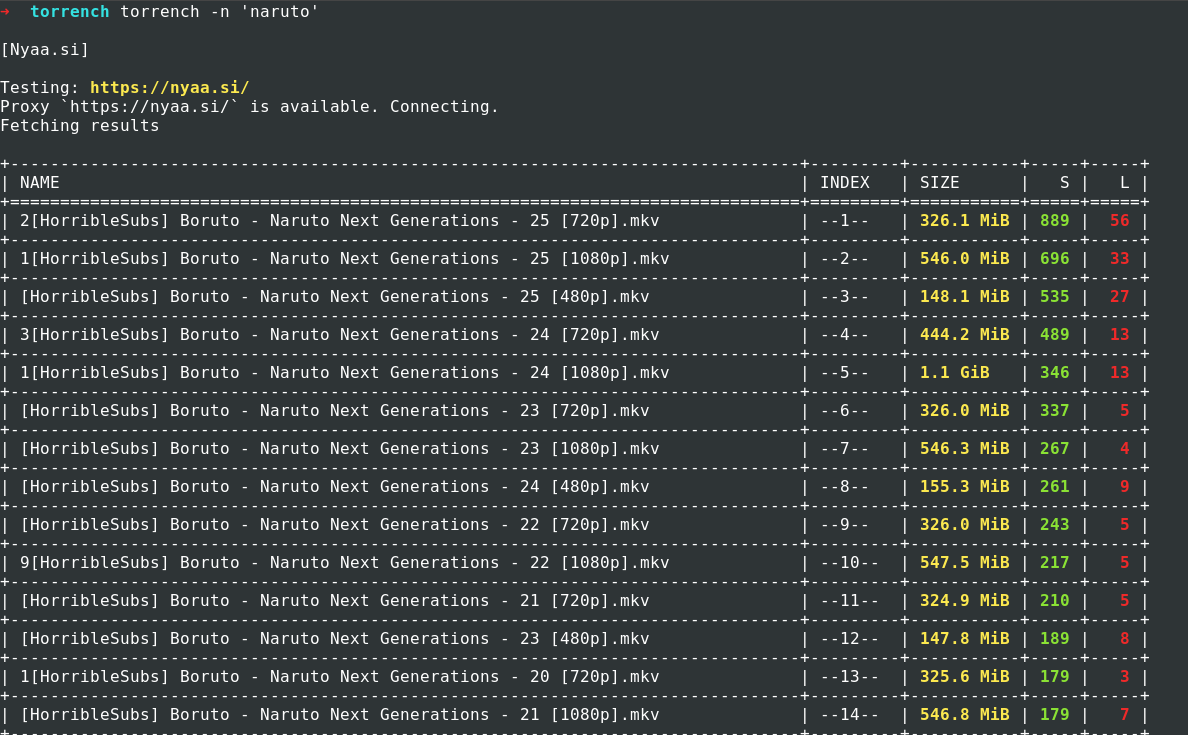 ➜  torrench torrench -n 'naruto'

[Nyaa.si]

Testing: https://nyaa.si/
Proxy `https://nyaa.si/` is available. Connecting.
Fetching results

| NAME | INDEX | SIZE | S | L |
| 2[HorribleSubs] Boruto - Naruto Next Generations - 25 [720p].mkv | --1-- | 326.1 MiB | 889 | 56 |
| 1[HorribleSubs] Boruto - Naruto Next Generations - 25 [1080p].mkv | --2-- | 546.0 MiB | 696 | 33 |
| [HorribleSubs] Boruto - Naruto Next Generations - 25 [480p].mkv | --3-- | 148.1 MiB | 535 | 27 |
| 3[HorribleSubs] Boruto - Naruto Next Generations - 24 [720p].mkv | --4-- | 444.2 MiB | 489 | 13 |
| 1[HorribleSubs] Boruto - Naruto Next Generations - 24 [1080p].mkv | --5-- | 1.1 GiB | 346 | 13 |
| [HorribleSubs] Boruto - Naruto Next Generations - 23 [720p].mkv | --6-- | 326.0 MiB | 337 | 5 |
| [HorribleSubs] Boruto - Naruto Next Generations - 23 [1080p].mkv | --7-- | 546.3 MiB | 267 | 4 |
| [HorribleSubs] Boruto - Naruto Next Generations - 24 [480p].mkv | --8-- | 155.3 MiB | 261 | 9 |
| [HorribleSubs] Boruto - Naruto Next Generations - 22 [720p].mkv | --9-- | 326.0 MiB | 243 | 5 |
| 9[HorribleSubs] Boruto - Naruto Next Generations - 22 [1080p].mkv | --10-- | 547.5 MiB | 217 | 5 |
| [HorribleSubs] Boruto - Naruto Next Generations - 21 [720p].mkv | --11-- | 324.9 MiB | 210 | 5 |
| [HorribleSubs] Boruto - Naruto Next Generations - 23 [480p].mkv | --12-- | 147.8 MiB | 189 | 8 |
| 1[HorribleSubs] Boruto - Naruto Next Generations - 20 [720p].mkv | --13-- | 325.6 MiB | 179 | 3 |
| [HorribleSubs] Boruto - Naruto Next Generations - 21 [1080p].mkv | --14-- | 546.8 MiB | 179 | 7 |